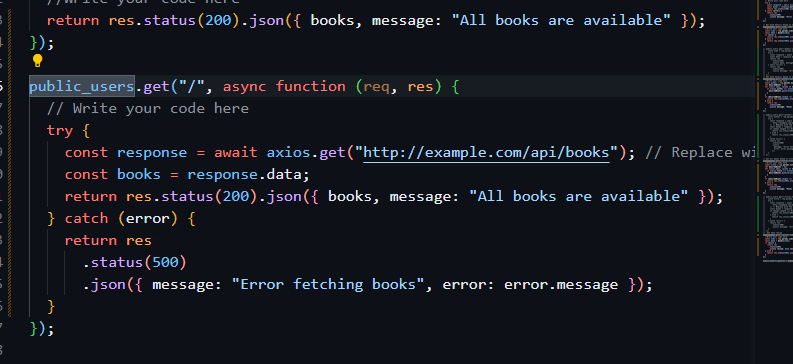 //Write your code here
return res.status(200).json({ books, message: "All books are available" });
});
public_users.get("/", async function (req, res) {
// Write your code here
try {
const response = await axios.get("http://example.com/api/books"); // Replace wi
const books = response.data;
return res.status(200).json({ books, message: "All books are available" });
} catch (error) {
return res
.status(500)
.json({ message: "Error fetching books", error: error.message });
}
});